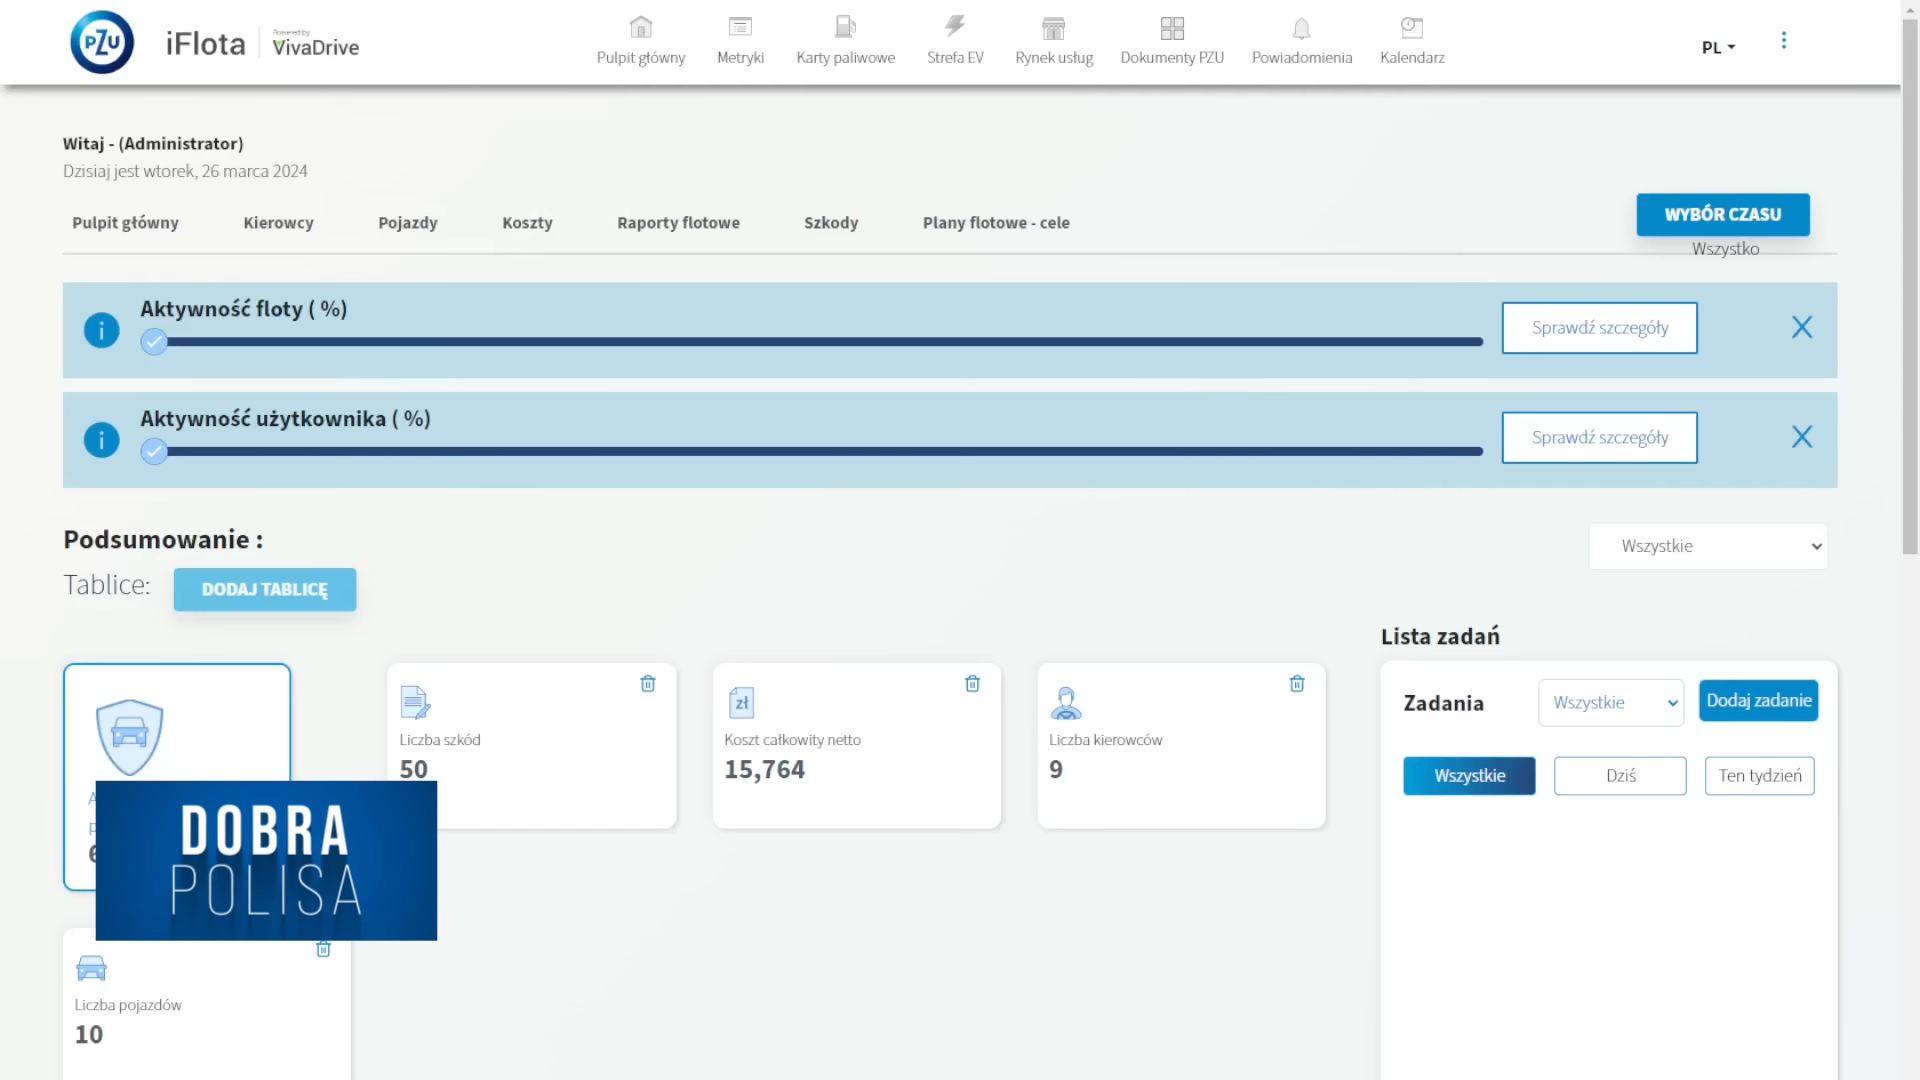 PZU
iFlota
Powered by
VivaDrive
Pulpit główny
Metryki
Karty paliwowe
Strefa EV
Rynek usług
Dokumenty PZU
Powiadomienia
Kalendarz
PL
Witaj - (Administrator)
Dzisiaj jest wtorek, 26 marca 2024
Pulpit główny
Kierowcy
Pojazdy
Koszty
Raporty flotowe
Szkody
Plany flotowe - cele
WYBÓR CZASU
Wszystko
Aktywność floty ( %)
Sprawdź szczegóły
Aktywność użytkownika ( %)
Sprawdź szczegóły
Podsumowanie :
Wszystkie
Tablice:
DODAJ TABLICĘ
Liczba szkód
50
zł
Koszt całkowity netto
15,764
Liczba kierowców
9
Lista zadań
Zadania
Wszystkie
Dodaj zadanie
Wszystkie
Dziś
Ten tydzień
DOBRA
POLISA
Liczba pojazdów
10